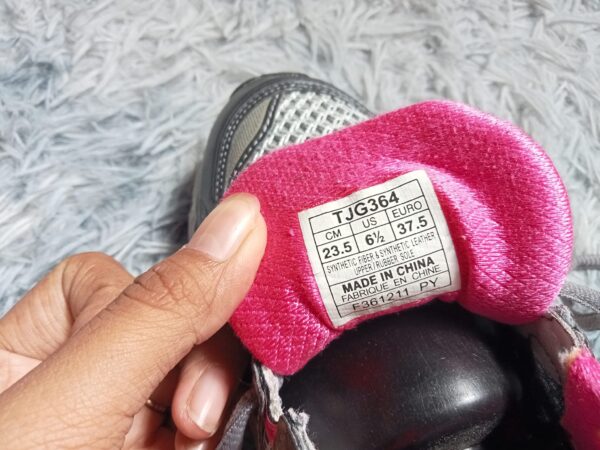 TJG364
CM US EURO
23.5 6½ 37.5
SYNTHETIC FIBER & SYNTHETIC LEATHER
UPPER / RUBBER SOLE
MADE IN CHINA
FABRIQUE EN CHINE
F361211 PY